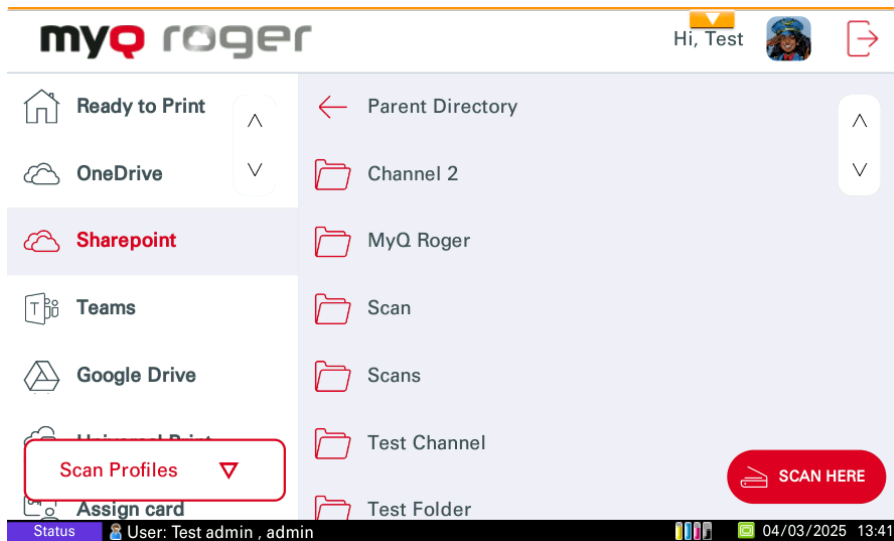 myq roger
Hi, Test
Ready to Print
OneDrive
Sharepoint
Teams
Google Drive
Universal Print
Scan Profiles
Assign card
Parent Directory
Channel 2
MyQ Roger
Scan
Scans
Test Channel
Test Folder
SCAN HERE
Status
User: Test admin , admin
04/03/2025 13:41